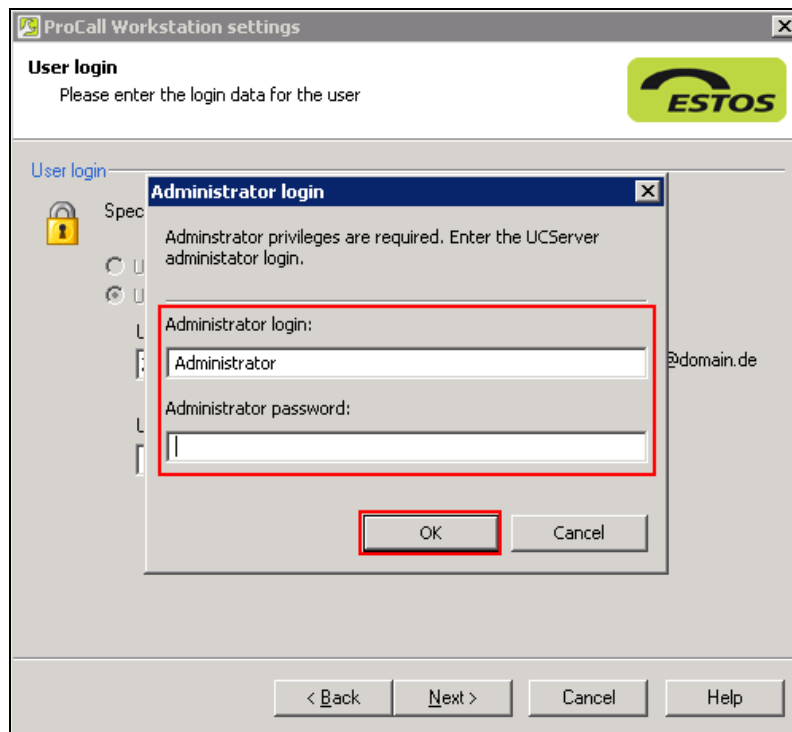 ProCall Workstation settings
User login
Please enter the login data for the user
ESTOS
User login
Administrator login
Spec
Adminstrator privileges are required. Enter the UCServer
administator login.
U
U
Administrator login:
U
Administrator
@domain.de
Administrator password:
U
OK Cancel
< Back Next > Cancel Help